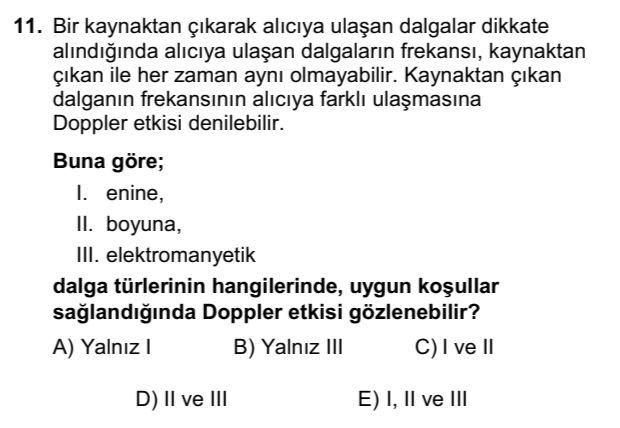 11. Bir kaynaktan çıkarak alıcıya ulaşan dalgalar dikkate
alındığında alıcıya ulaşan dalgaların frekansı, kaynaktan
çıkan ile her zaman aynı olmayabilir. Kaynaktan çıkan
dalganın frekansının alıcıya farklı ulaşmasına
Doppler etkisi denilebilir.
Buna göre;
I. enine,
II. boyuna,
III. elektromanyetik
dalga türlerinin hangilerinde, uygun koşullar
sağlandığında Doppler etkisi gözlenebilir?
A) Yalnız I B) Yalnız III C) I ve II
D) II ve III E) I, II ve III